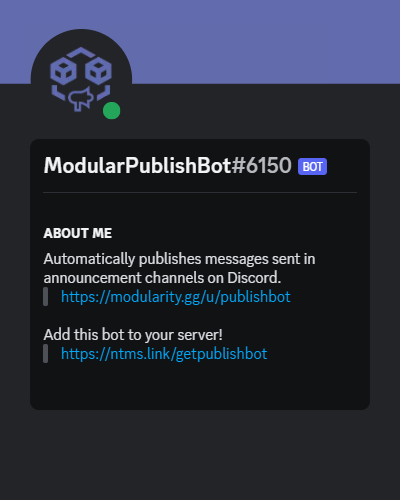 ModularPublishBot#6150 BOT
ABOUT ME
Automatically publishes messages sent in
announcement channels on Discord.
https://modularity.gg/u/publishbot
Add this bot to your server!
https://ntms.link/getpublishbot